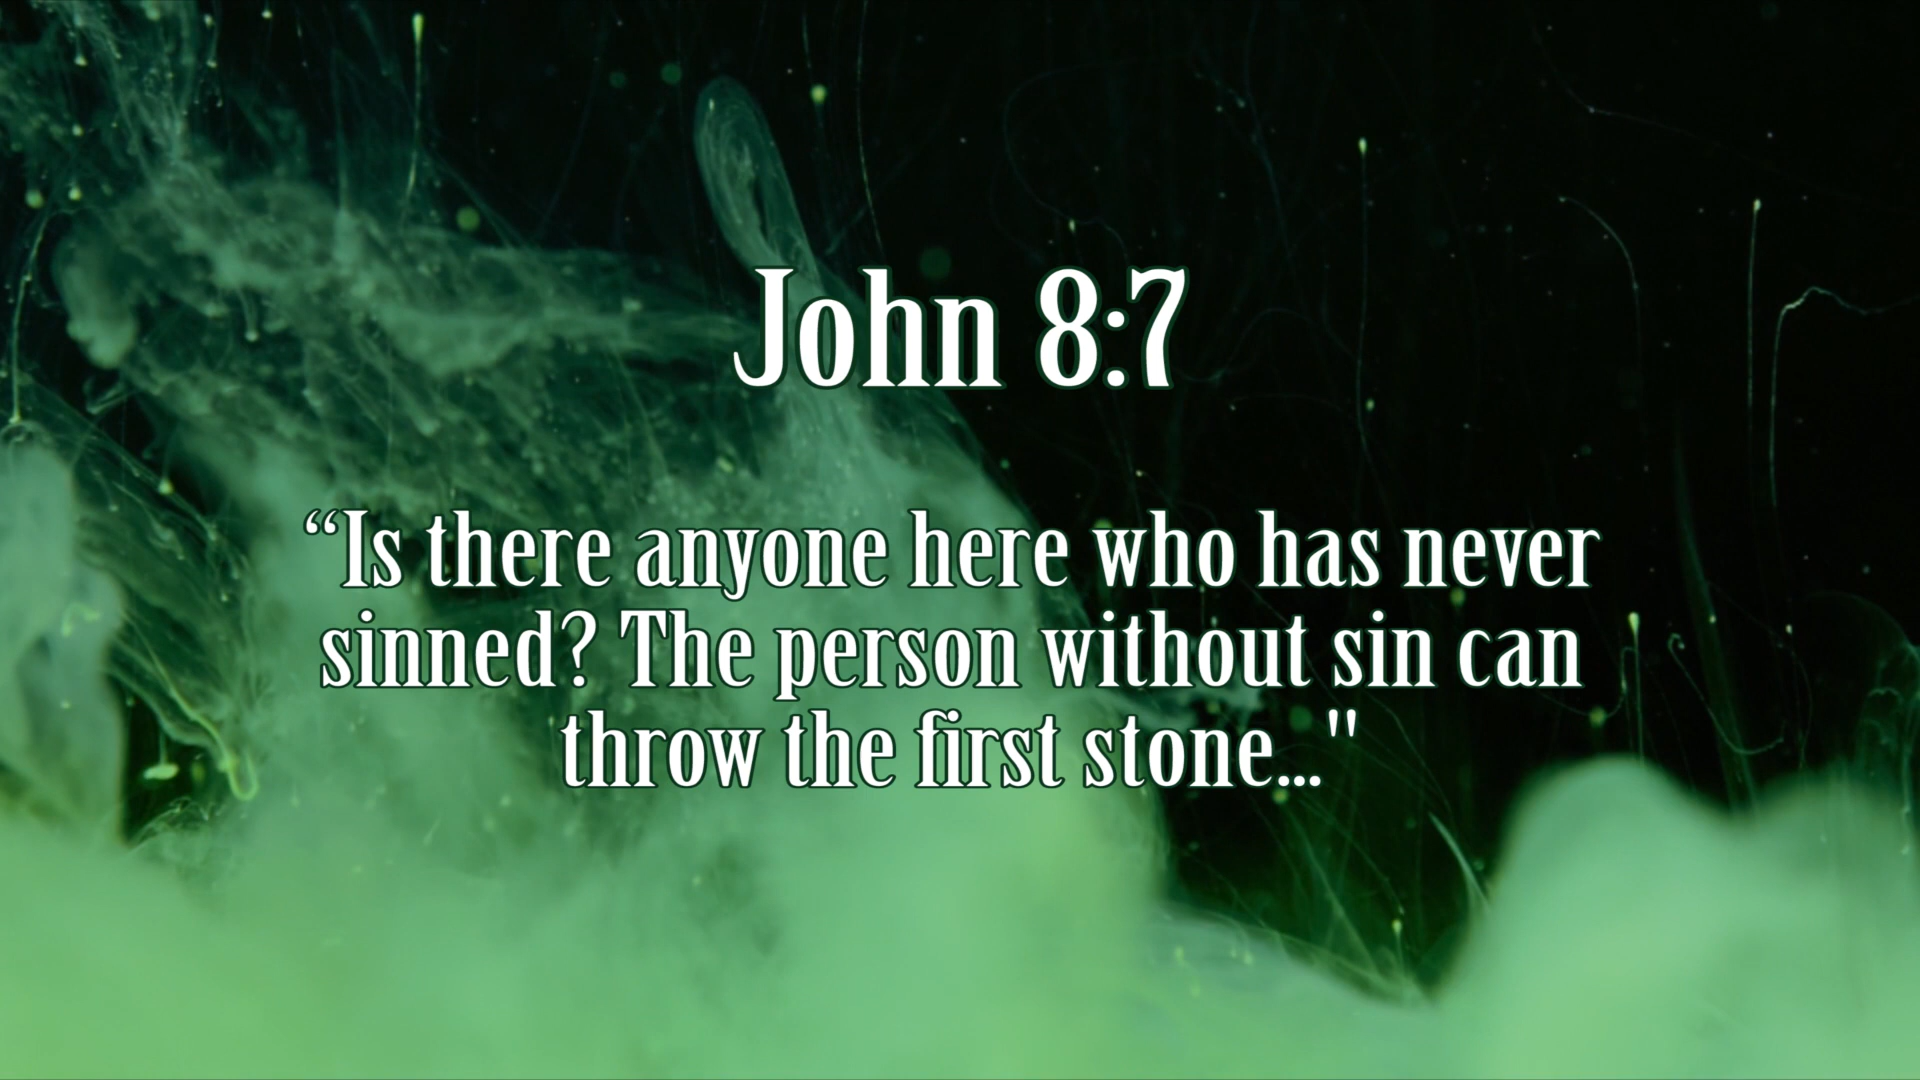 John 8:7
“Is there anyone here who has never
sinned? The person without sin can
throw the first stone..."